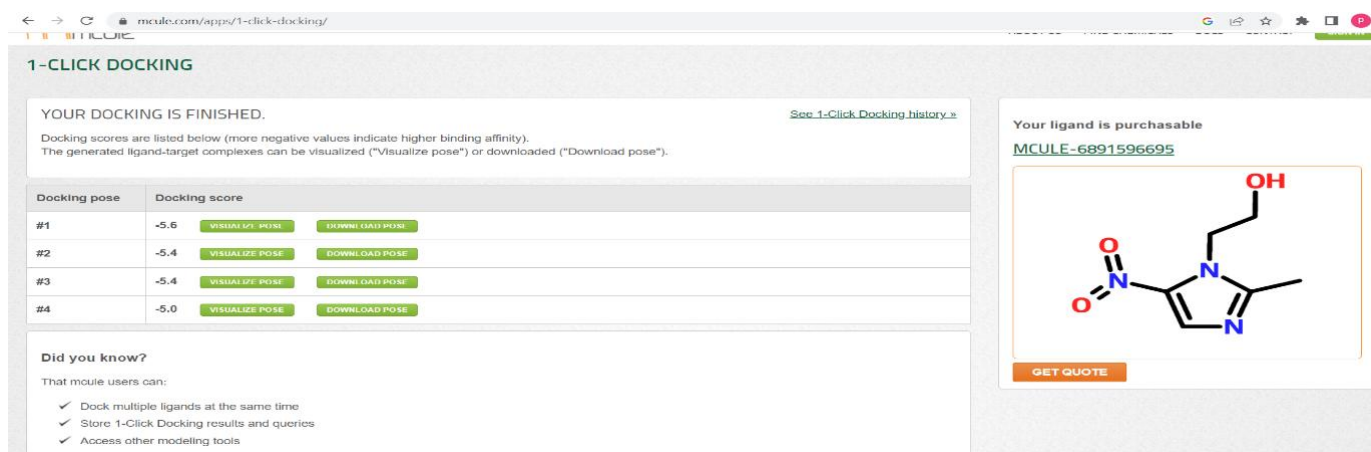 mcule.com/apps/1-click-docking/
1-CLICK DOCKING
YOUR DOCKING IS FINISHED.
See 1-Click Docking history »
Docking scores are listed below (more negative values indicate higher binding affinity).
The generated ligand-target complexes can be visualized ("Visualize pose") or downloaded ("Download pose").
Docking pose Docking score
#1 -5.6 VISUALIZE POSE DOWNLOAD POSE
#2 -5.4 VISUALIZE POSE DOWNLOAD POSE
#3 -5.4 VISUALIZE POSE DOWNLOAD POSE
#4 -5.0 VISUALIZE POSE DOWNLOAD POSE
Did you know?
That mcule users can:
✓ Dock multiple ligands at the same time
✓ Store 1-Click Docking results and queries
✓ Access other modeling tools
Your ligand is purchasable
MCULE-6891596695
OH
O
N
N
O
N
GET QUOTE